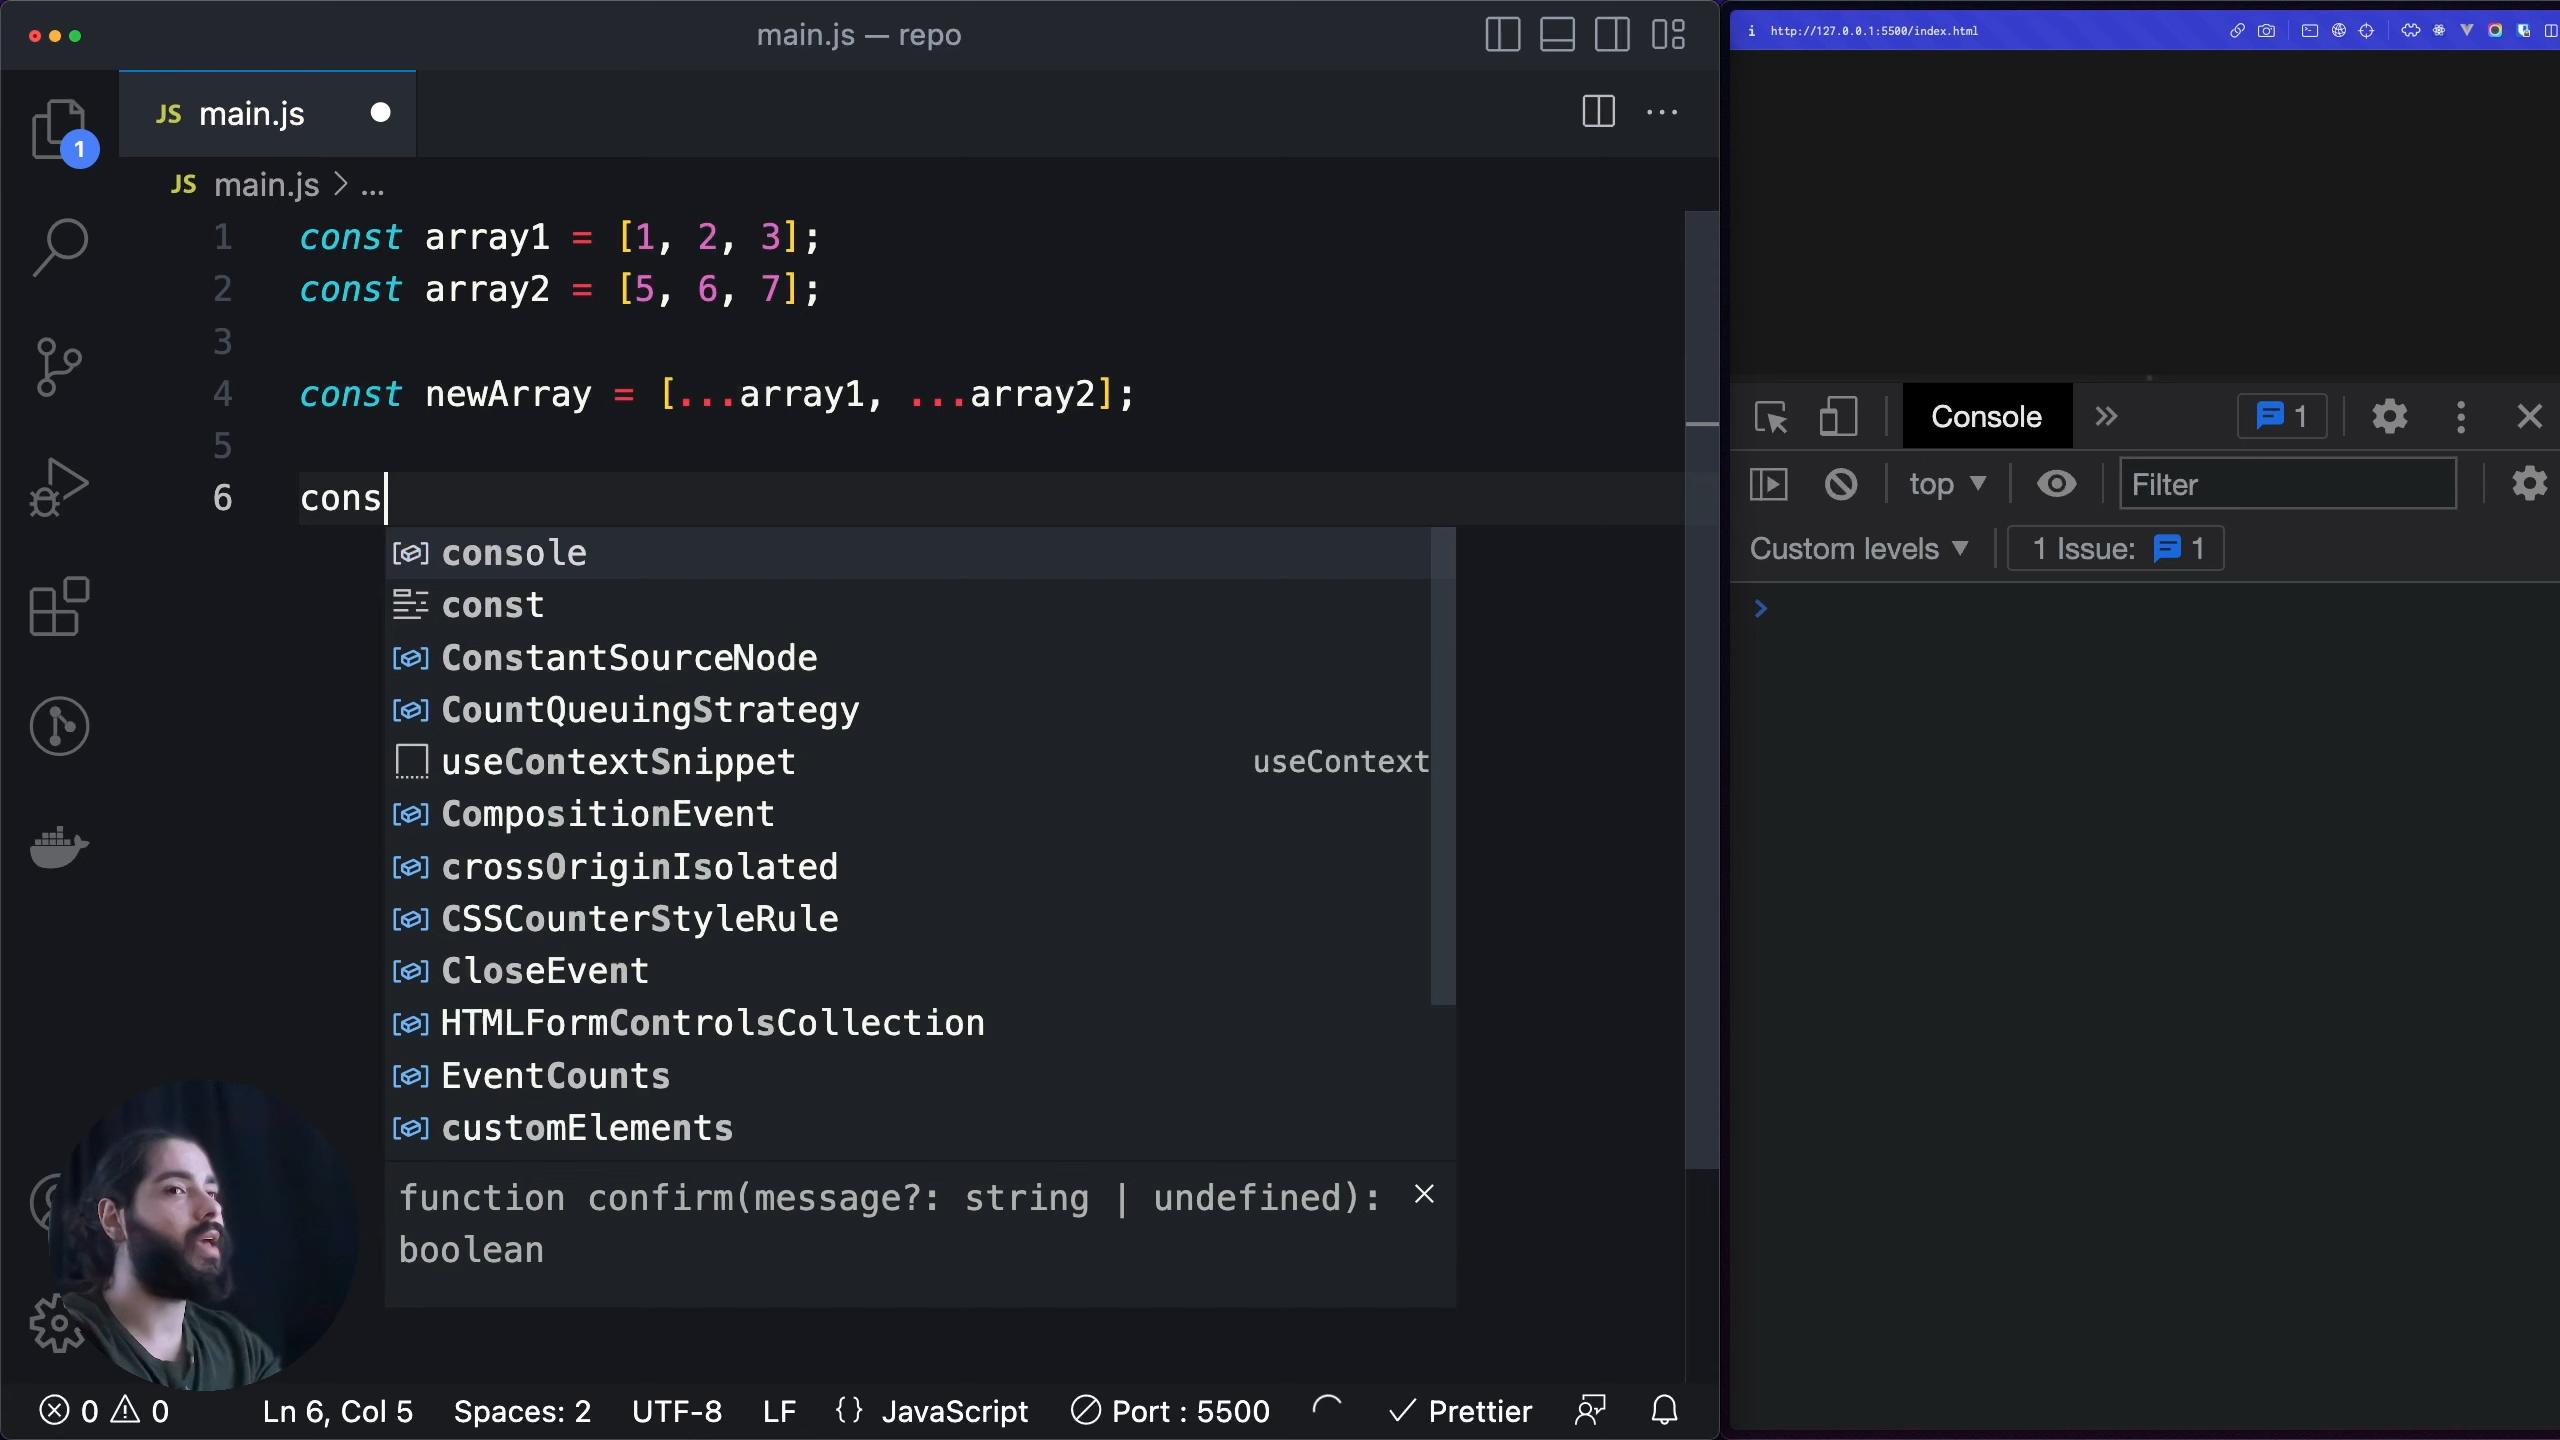 main.js — repo
JS main.js
1
JS main.js > ...
1 const array1 = [1, 2, 3];
2 const array2 = [5, 6, 7];
3
4 const newArray = [...array1, ...array2];
5
6 cons
console
const
ConstantSourceNode
CountQueuingStrategy
useContextSnippet useContext
CompositionEvent
crossOriginIsolated
CSSCounterStyleRule
CloseEvent
HTMLFormControlsCollection
EventCounts
customElements
function confirm(message?: string | undefined):
boolean
0 0 Ln 6, Col 5 Spaces: 2 UTF-8 LF {} JavaScript Port : 5500 Prettier
http://127.0.0.1:5500/index.html
Console 1
top Filter
Custom levels 1 Issue: 1